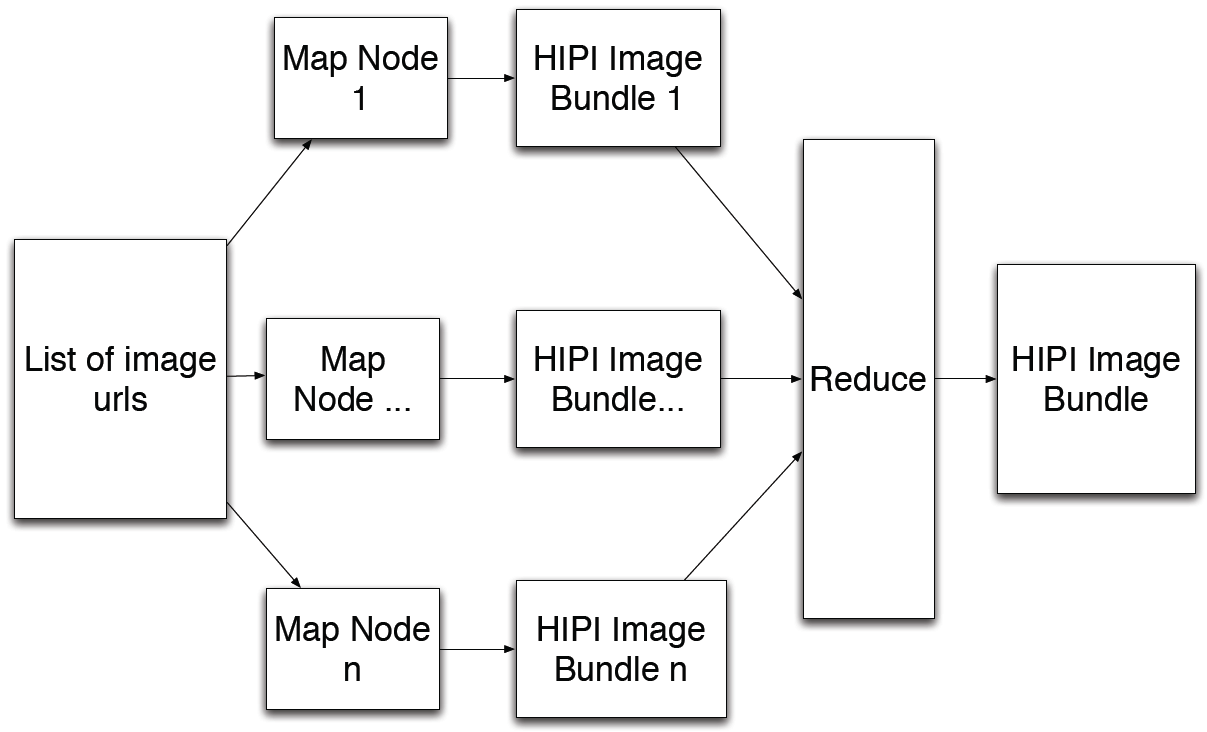 Map Node
1
HIPI Image
Bundle 1
List of image
urls
Map
Node ...
HIPI Image
Bundle...
Reduce
HIPI Image
Bundle
Map Node
n
HIPI Image
Bundle n